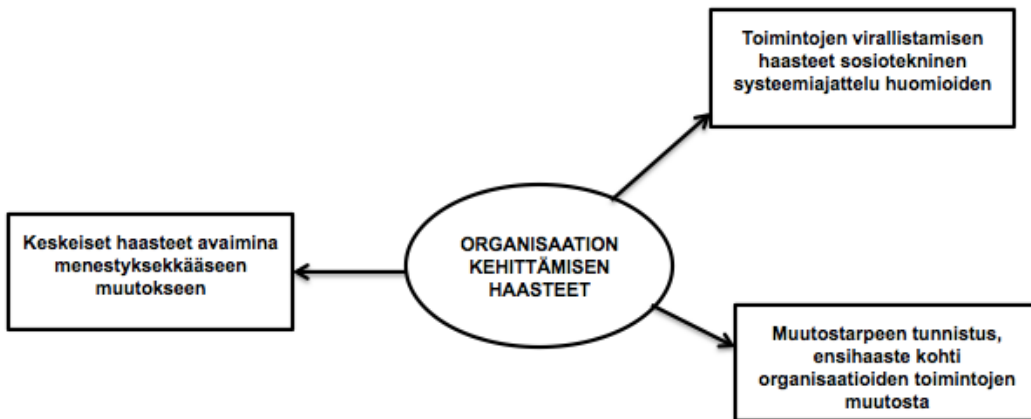 Toimintojen virallistamisen
haasteet sosiotekninen
systeemiajattelu huomioiden
Keskeiset haasteet avaimina
menestyksekkääseen
muutokseen
ORGANISAATION
KEHITTÄMISEN
HAASTEET
Muutostarpeen tunnistus,
ensihaaste kohti
organisaatioiden toimintojen
muutosta